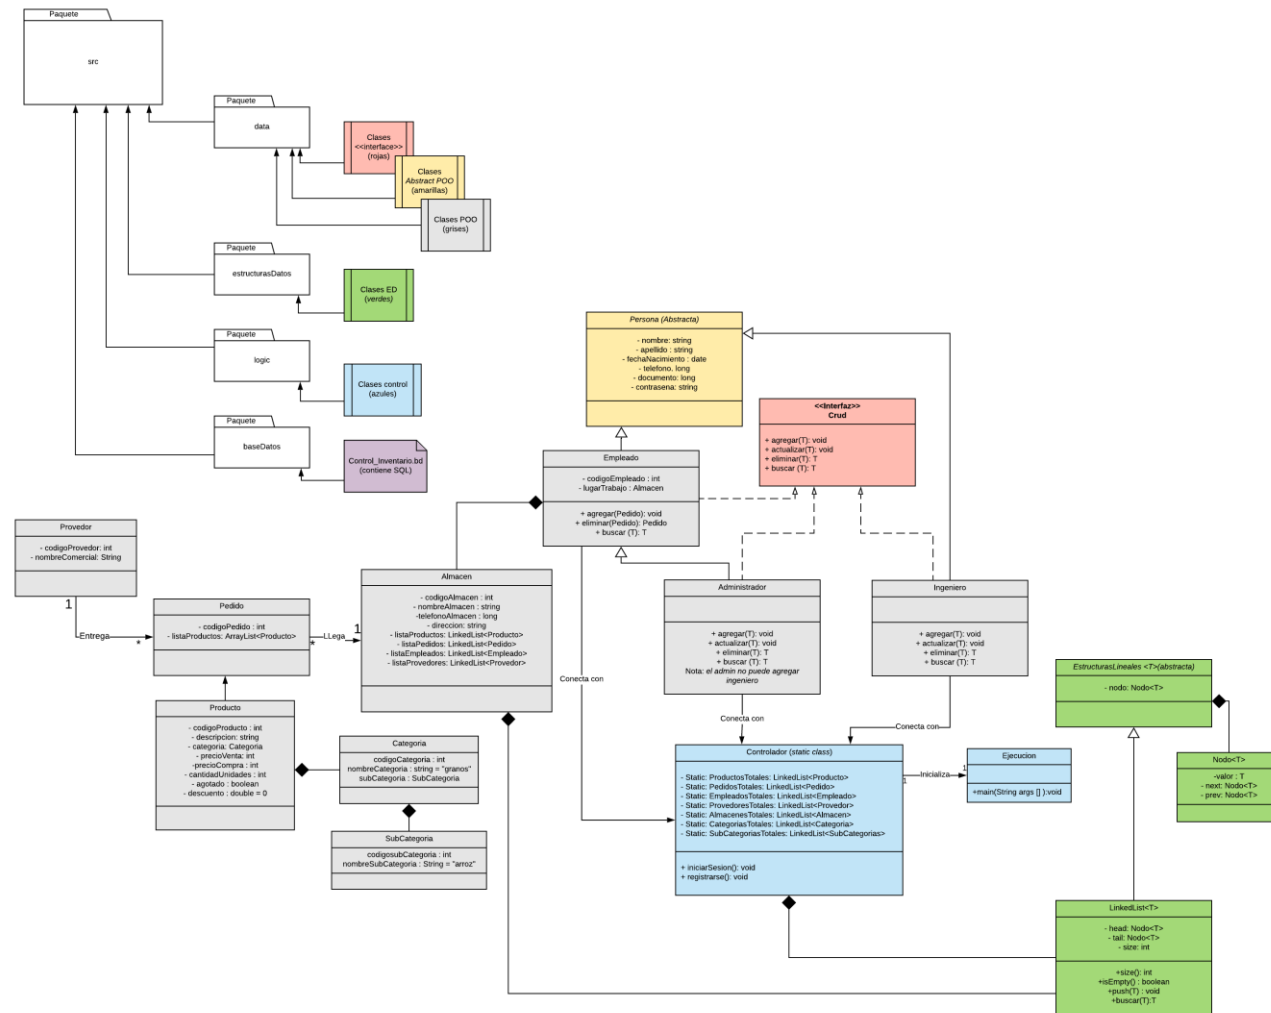 Paquete
src
Paquete
data
Clases
<<interface>>
(rojas)
Clases
Abstract POO
(amarillas)
Clases POO
(grises)
Paquete
estructurasDatos
Clases ED
(verdes)
Paquete
logic
Clases control
(azules)
Paquete
baseDatos
Control_Inventario.bd
(contiene SQL)
Persona (Abstracta)
- nombre: string
- apellido : string
- fechaNacimiento : date
- telefono. long
- documento: long
- contrasena: string
<<Interfaz>>
Crud
+ agregar(T): void
+ actualizar(T): void
+ eliminar(T): T
+ buscar (T): T
Empleado
- codigoEmpleado : int
- lugarTrabajo : Almacen
+ agregar(Pedido): void
+ eliminar(Pedido): Pedido
+ buscar (T): T
Provedor
- codigoProvedor: int
- nombreComercial: String
1
Entrega
*
Pedido
- codigoPedido : int
- listaProductos: ArrayList<Producto>
LLega
*
1
Almacen
- codigoAlmacen : int
- nombreAlmacen : string
-telefonoAlmacen : long
- direccion: string
- listaProductos: LinkedList<Producto>
- listaPedidos: LinkedList<Pedido>
- listaEmpleados: LinkedList<Empleado>
- listaProvedores: LinkedList<Provedor>
Administrador
+ agregar(T): void
+ actualizar(T): void
+ eliminar(T): T
+ buscar (T): T
Nota: el admin no puede agregar
ingeniero
Ingeniero
+ agregar(T): void
+ actualizar(T): void
+ eliminar(T): T
+ buscar (T): T
Conecta con
Conecta con
Conecta con
EstructurasLineales <T>(abstracta)
- nodo: Nodo<T>
Producto
- codigoProducto : int
- descripcion: string
- categoria: Categoria
- precioVenta: int
-precioCompra : int
- cantidadUnidades : int
- agotado : boolean
- descuento : double = 0
Categoria
codigoCategoria : int
nombreCategoria : string = "granos"
subCategoria : SubCategoria
SubCategoria
codigosubCategoria : int
nombreSubCategoria : String = "arroz"
Controlador (static class)
- Static: ProductosTotales: LinkedList<Producto>
- Static: PedidosTotales: LinkedList<Pedido>
- Static: EmpleadosTotales: LinkedList<Empleado>
- Static: ProvedoresTotales: LinkedList<Provedor>
- Static: AlmacenesTotales: LinkedList<Almacen>
- Static: CategoriasTotales: LinkedList<Categoria>
- Static: SubCategoriasTotales: LinkedList<SubCategorias>
+ iniciarSesion(): void
+ registrarse(): void
1
Inicializa
1
Ejecucion
+main(String args [] ):void
Nodo<T>
-valor : T
- next: Nodo<T>
- prev: Nodo<T>
LinkedList<T>
- head: Nodo<T>
- tail: Nodo<T>
- size: int
+size(): int
+isEmpty() : boolean
+push(T) : void
+buscar(T):T